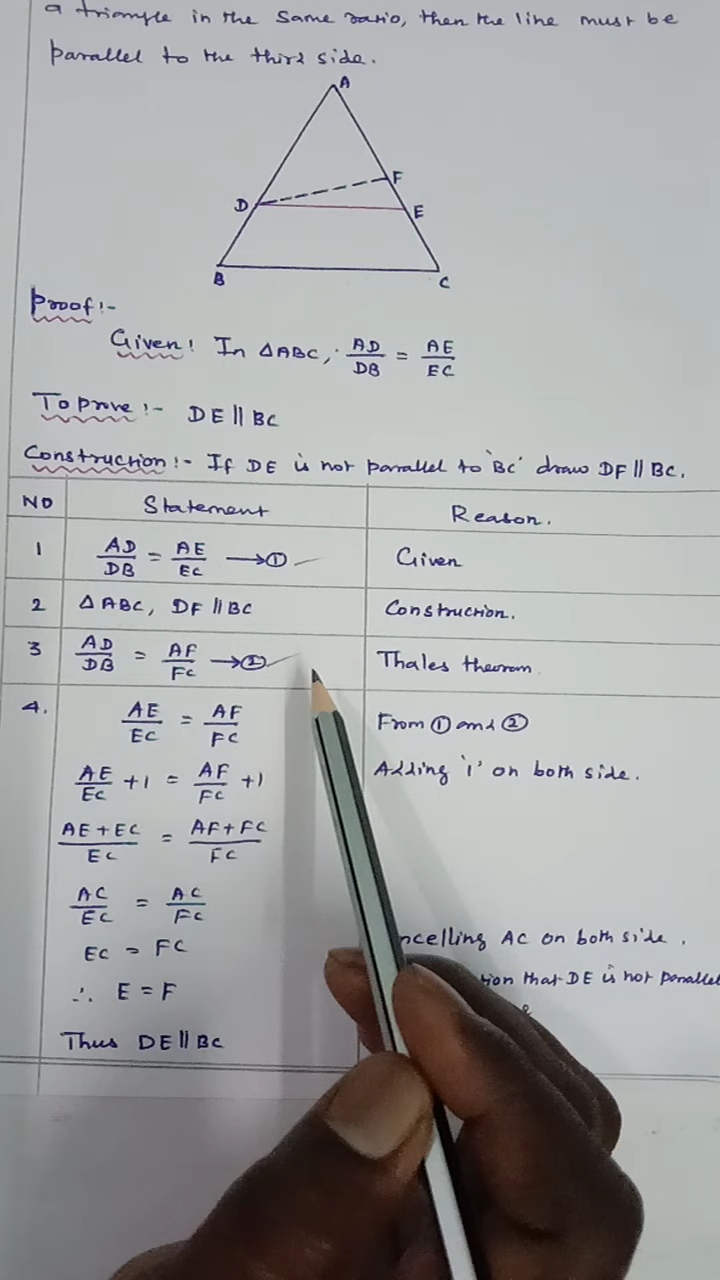 a triangle in the same ratio, then the line must be
parallel to the third side.
A
F
D
E
B
C
Proof:-
Given: In ΔABC, AD/DB = AE/EC
To prove:- DE || BC
Construction:- If DE is not parallel to 'BC' draw DF || BC.
NO Statement Reason.
1 AD/DB = AE/EC → ① Given
2 ΔABC, DF || BC Construction.
3 AD/DB = AF/FC → ② Thales theorem
4. AE/EC = AF/FC From ① and ②
AE/EC + 1 = AF/FC + 1 Adding '1' on both side.
AE + EC/EC = AF + FC/FC
AC/EC = AC/FC
EC = FC ncelling AC on both side.
∴ E = F tion that DE is not parallel
Thus DE || BC